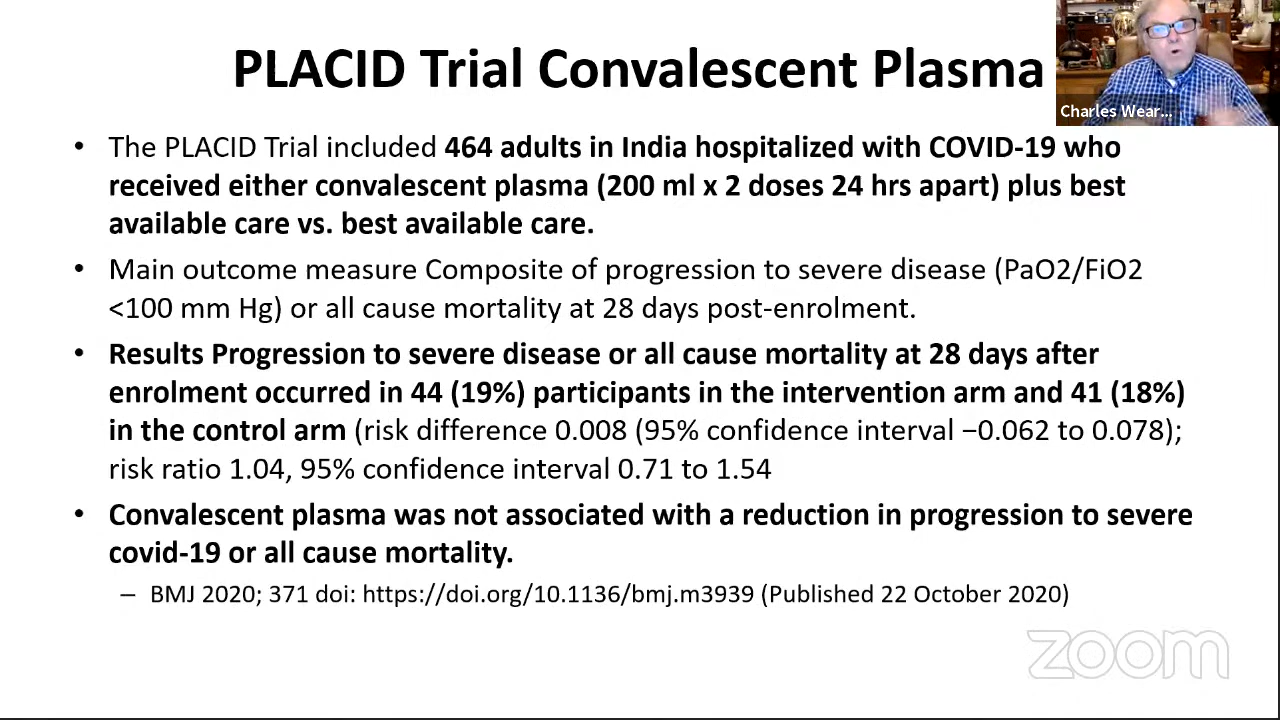 PLACID Trial Convalescent Plasma
Charles Wear...
• The PLACID Trial included 464 adults in India hospitalized with COVID-19 who
received either convalescent plasma (200 ml x 2 doses 24 hrs apart) plus best
available care vs. best available care.
• Main outcome measure Composite of progression to severe disease (PaO2/FiO2
<100 mm Hg) or all cause mortality at 28 days post-enrolment.
• Results Progression to severe disease or all cause mortality at 28 days after
enrolment occurred in 44 (19%) participants in the intervention arm and 41 (18%)
in the control arm (risk difference 0.008 (95% confidence interval −0.062 to 0.078);
risk ratio 1.04, 95% confidence interval 0.71 to 1.54
• Convalescent plasma was not associated with a reduction in progression to severe
covid-19 or all cause mortality.
– BMJ 2020; 371 doi: https://doi.org/10.1136/bmj.m3939 (Published 22 October 2020)
zoom